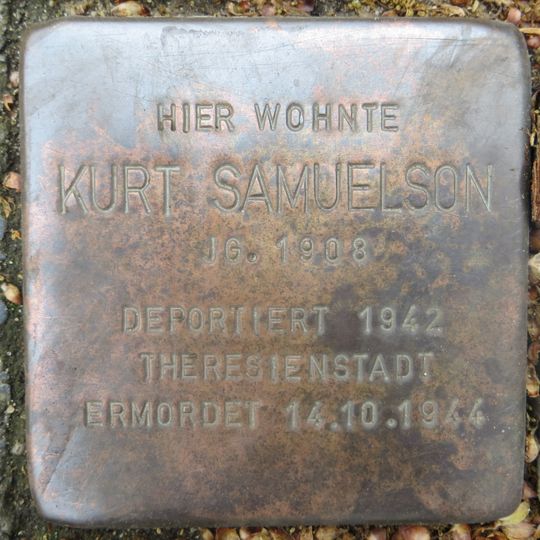 HIER WOHNTE
KURT SAMUELSON
JG. 1908
DEPORTIERT 1942
THERESIENSTADT
ERMORDET 14.10.1944